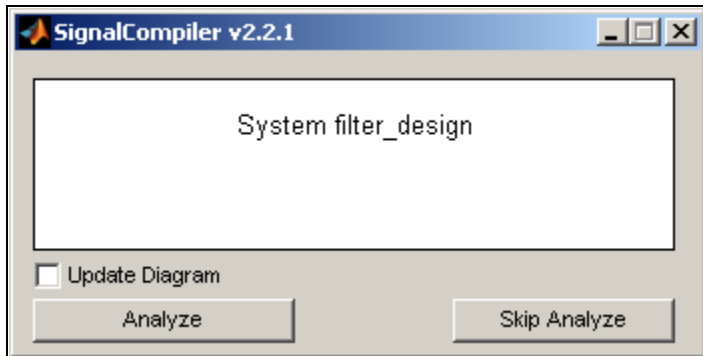 SignalCompiler v2.2.1
System filter_design
Update Diagram
Analyze
Skip Analyze